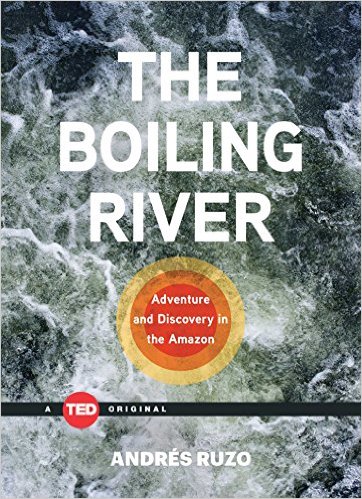 THE
BOILING
RIVER
Adventure
and Discovery in
the Amazon
A TED ORIGINAL
ANDRÉS RUZO